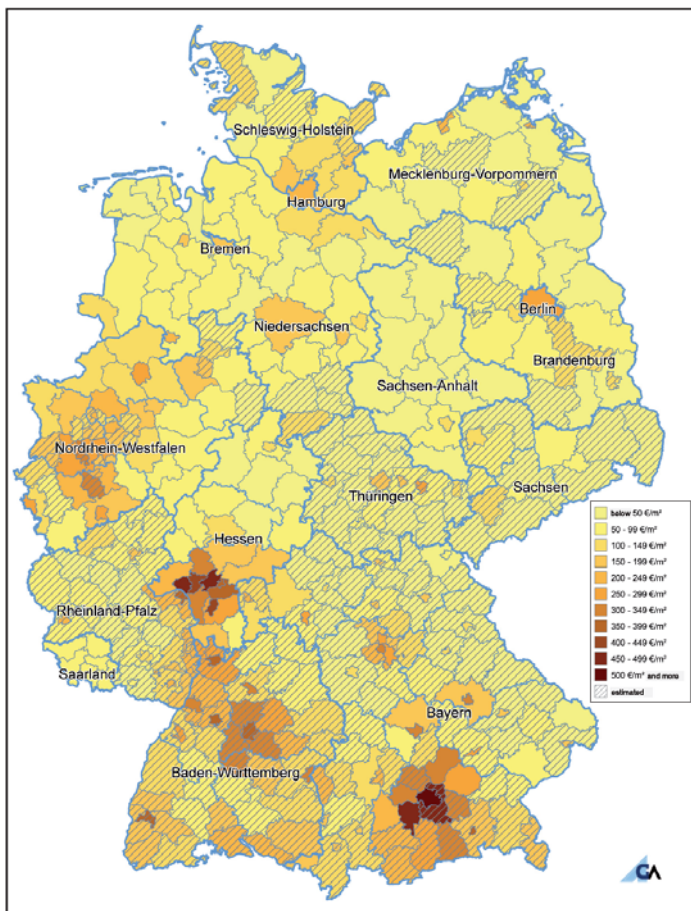 Schleswig-Holstein
Mecklenburg-Vorpommern
Hamburg
Bremen
Niedersachsen
Berlin
Brandenburg
Sachsen-Anhalt
Nordrhein-Westfalen
Thüringen
Sachsen
Hessen
Rheinland-Pfalz
Saarland
Bayern
Baden-Württemberg
below 50 €/m²
50 - 99 €/m²
100 - 149 €/m²
150 - 199 €/m²
200 - 249 €/m²
250 - 299 €/m²
300 - 349 €/m²
350 - 399 €/m²
400 - 449 €/m²
450 - 499 €/m²
500 €/m² and more
estimated
GA